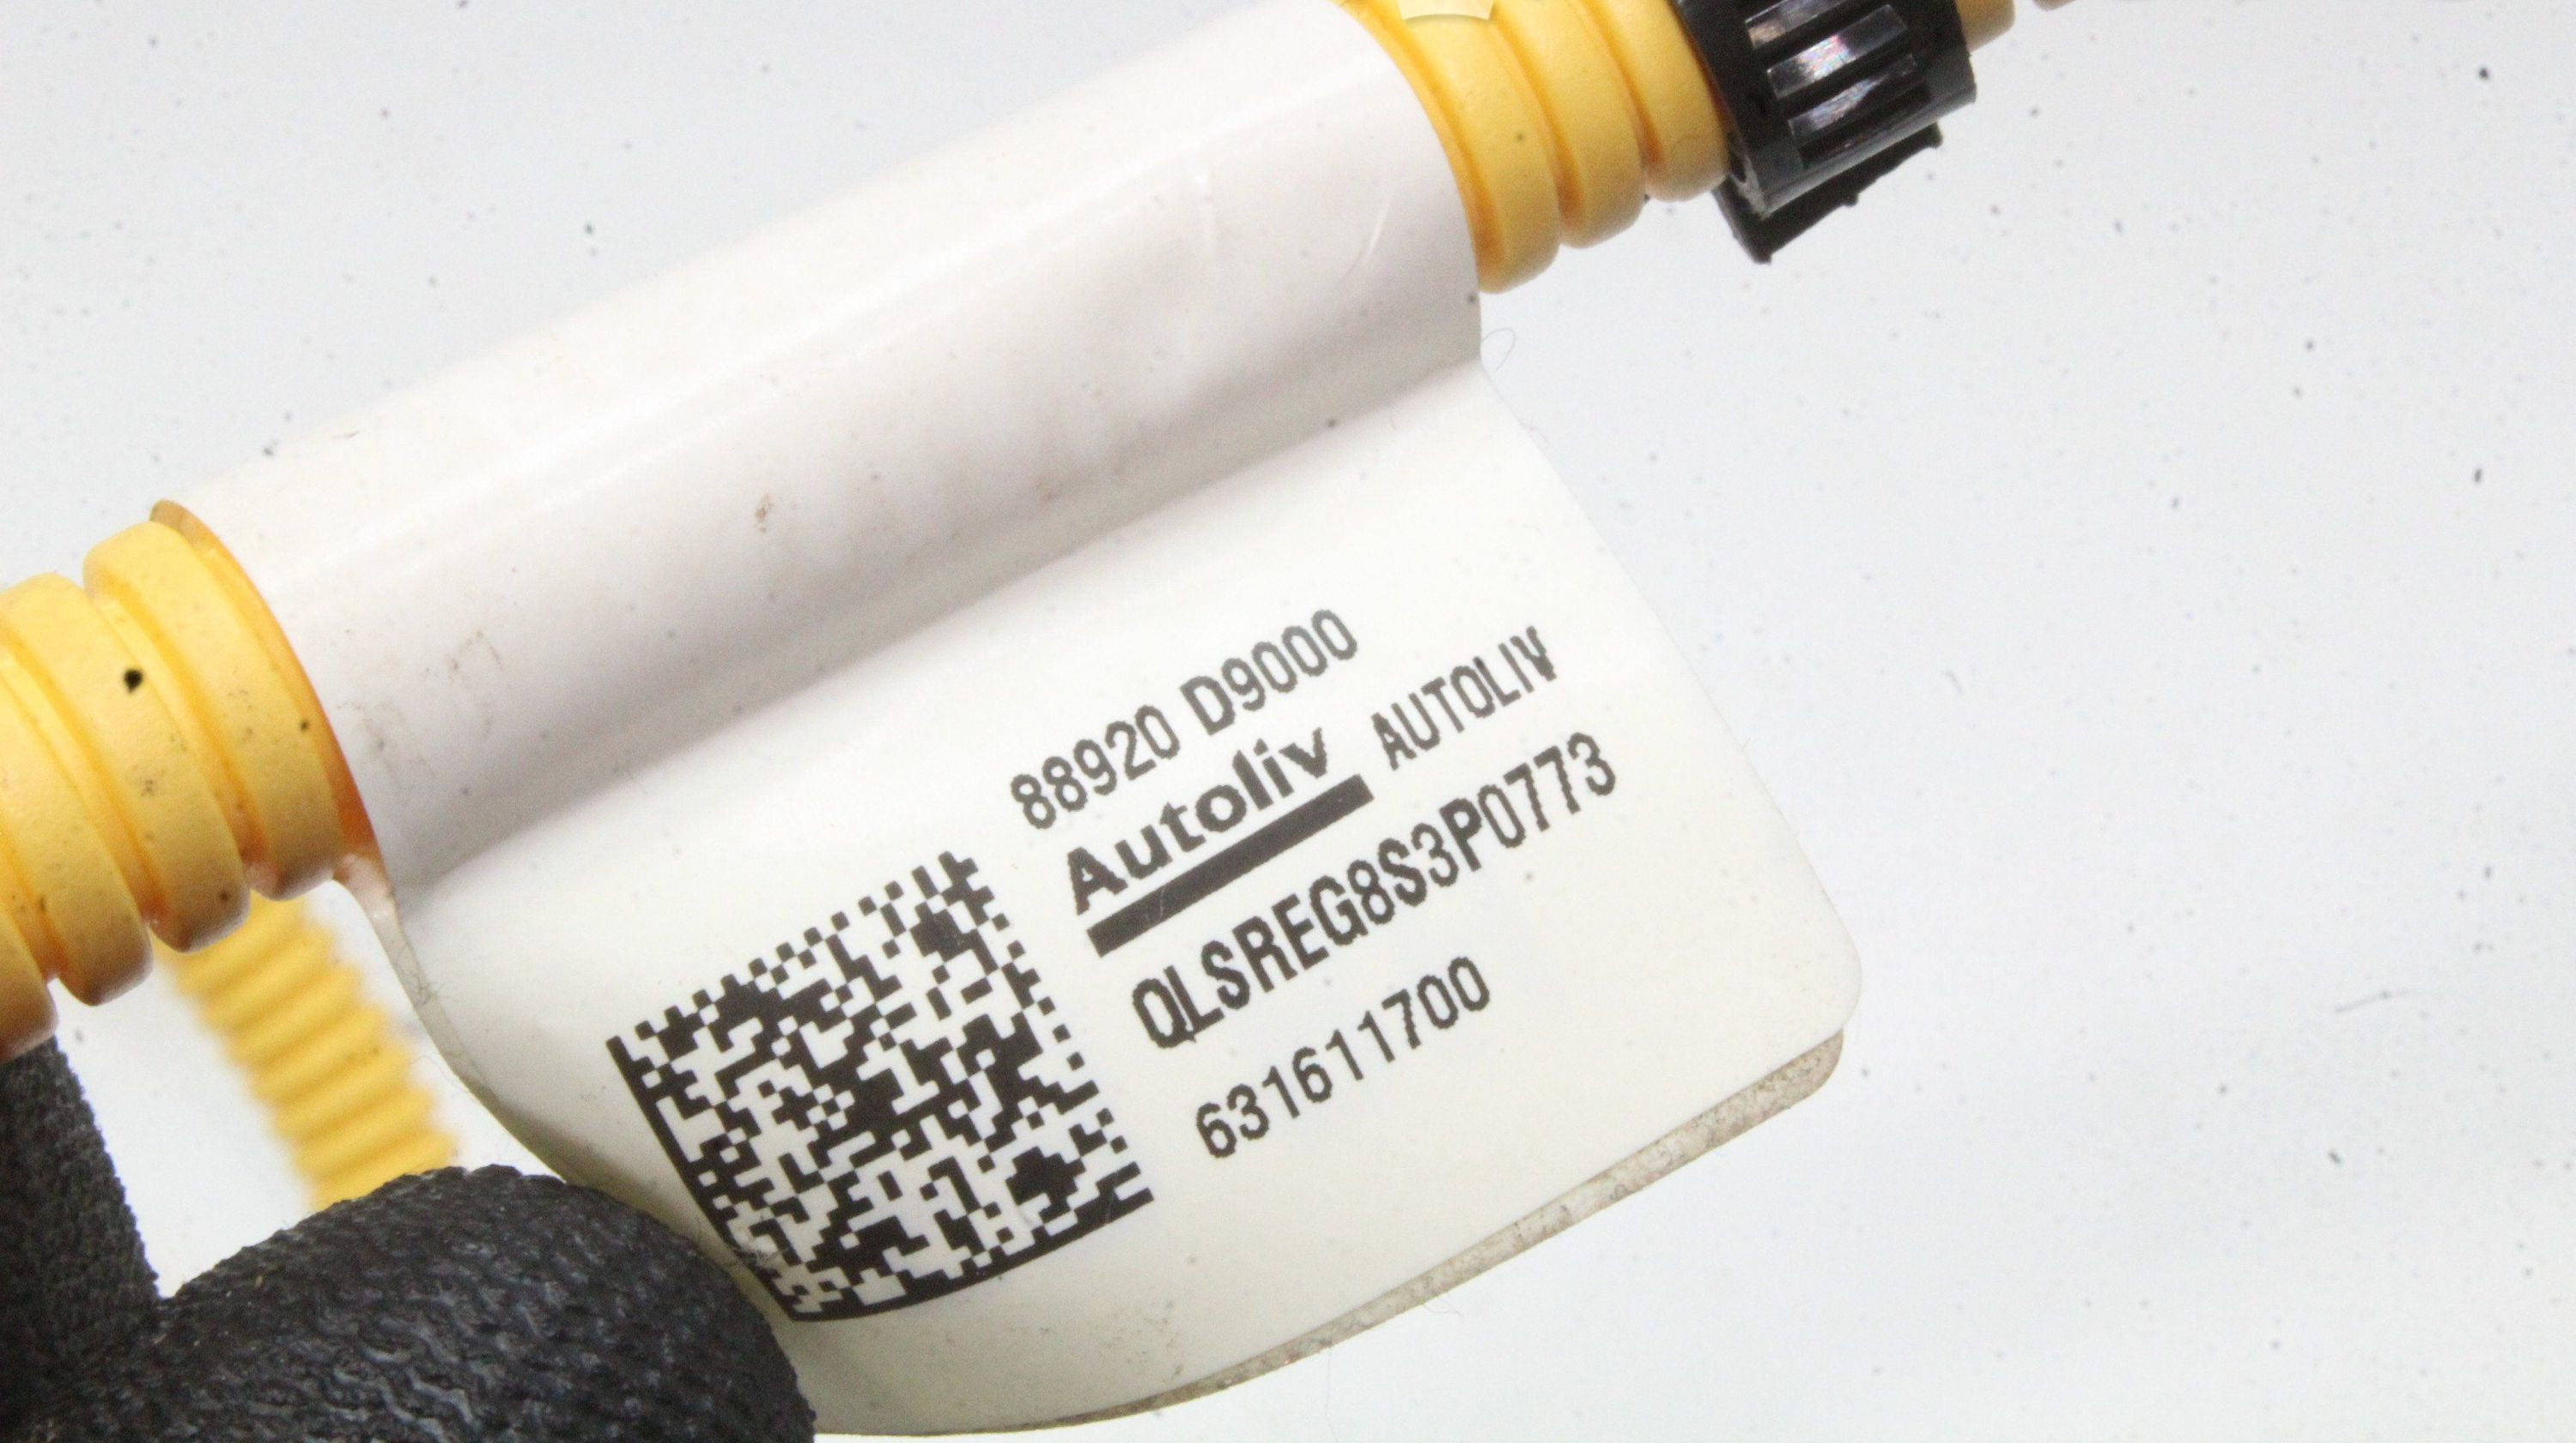 88920 D9000
Autoliv AUTOLIV
QLSREG8S3P0773
631611700